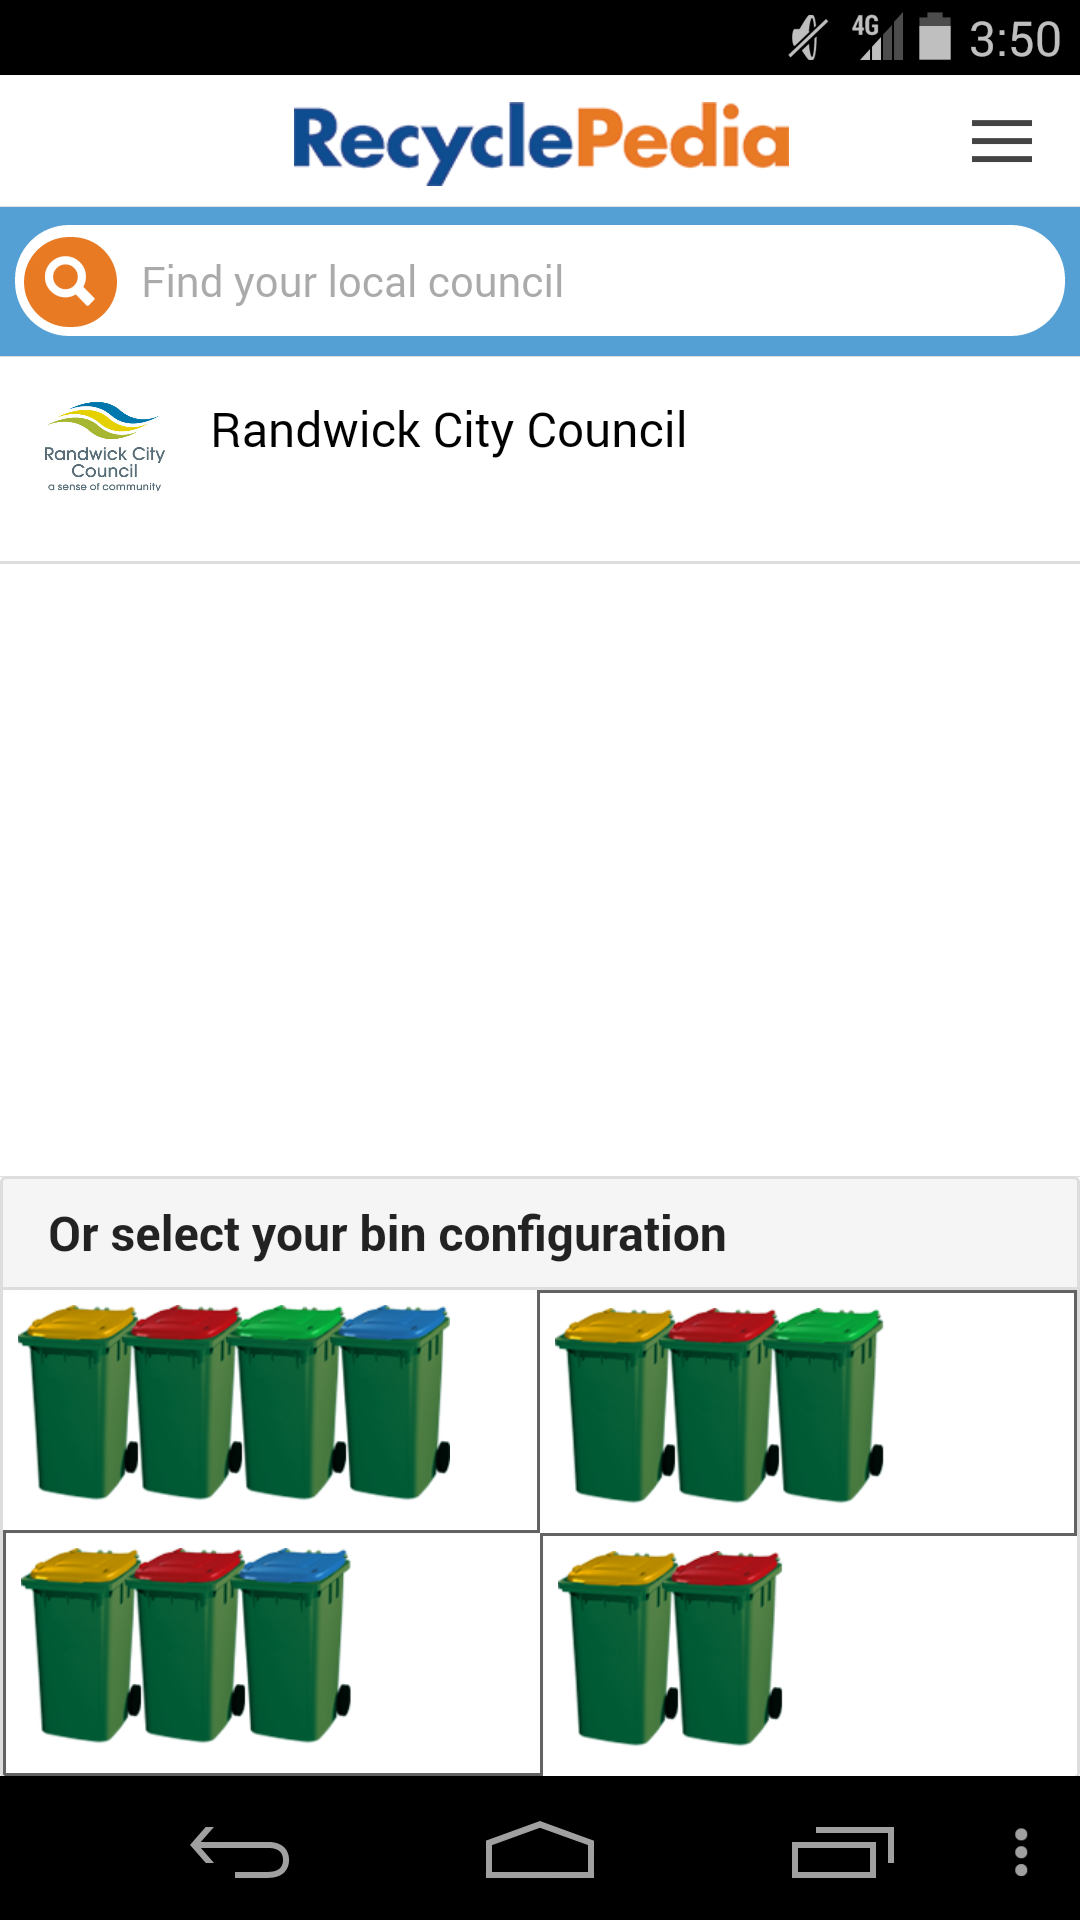 4G 3:50
RecyclePedia
Find your local council
Randwick City
Council
a sense of community
Randwick City Council
Or select your bin configuration